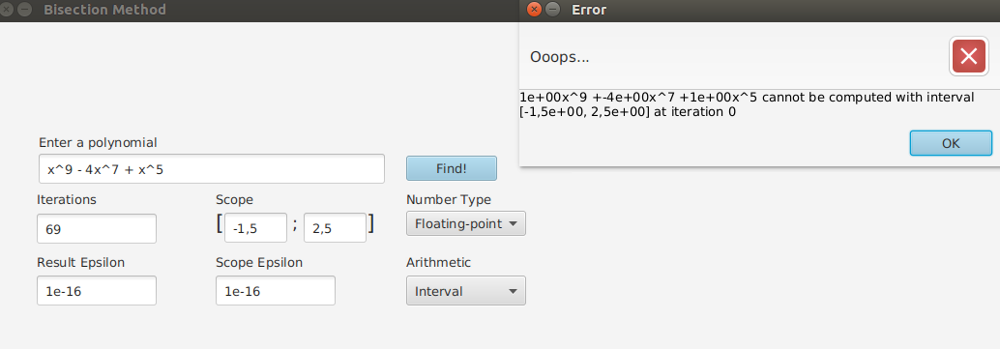 Bisection Method
Error
Ooops...
1e+00x^9 +-4e+00x^7 +1e+00x^5 cannot be computed with interval
[-1,5e+00, 2,5e+00] at iteration 0
OK
Enter a polynomial
x^9 - 4x^7 + x^5
Find!
Iterations
Scope
Number Type
69
[ -1,5 ; 2,5 ]
Floating-point
Result Epsilon
Scope Epsilon
Arithmetic
1e-16
1e-16
Interval